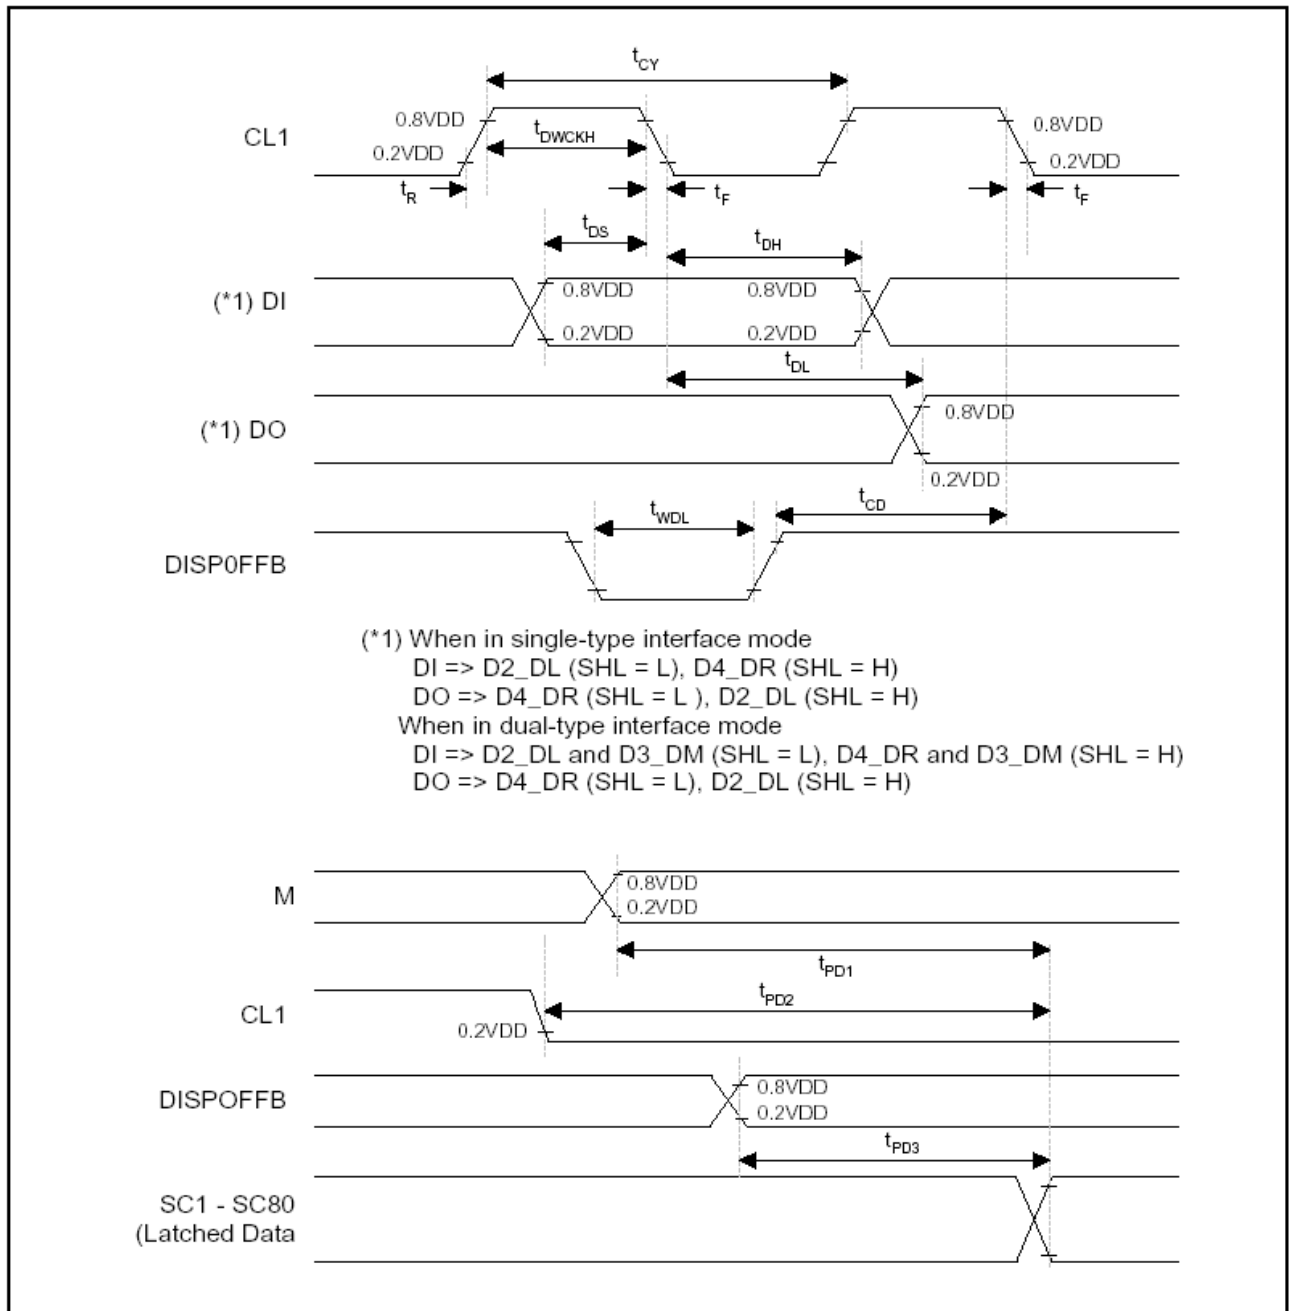 tCY
CL1
0.8VDD
tDWCKH
0.8VDD
0.2VDD
0.2VDD
tR
tF
tF
tDS
tDH
(*1) DI
0.8VDD
0.8VDD
0.2VDD
0.2VDD
tDL
(*1) DO
0.8VDD
0.2VDD
tWDL
tCD
DISP0FFB
(*1) When in single-type interface mode
DI => D2_DL (SHL = L), D4_DR (SHL = H)
DO => D4_DR (SHL = L ), D2_DL (SHL = H)
When in dual-type interface mode
DI => D2_DL and D3_DM (SHL = L), D4_DR and D3_DM (SHL = H)
DO => D4_DR (SHL = L), D2_DL (SHL = H)
M
0.8VDD
0.2VDD
tPD1
CL1
tPD2
0.2VDD
DISPOFFB
0.8VDD
0.2VDD
tPD3
SC1 - SC80
(Latched Data